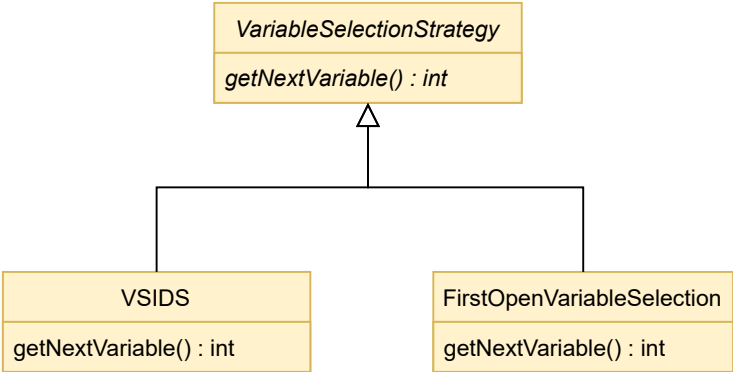 VariableSelectionStrategy
getNextVariable() : int
VSIDS
getNextVariable() : int
FirstOpenVariableSelection
getNextVariable() : int